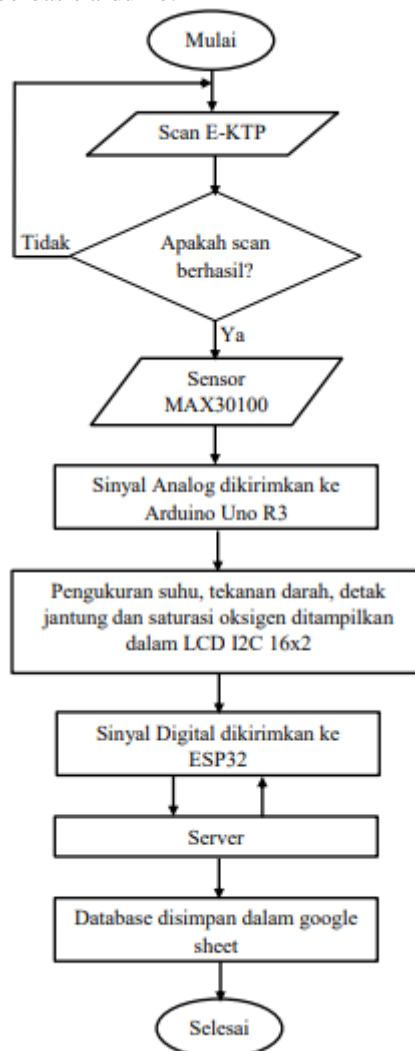 Mulai
Scan E-KTP
Tidak
Apakah scan
berhasil?
Ya
Sensor
MAX30100
Sinyal Analog dikirimkan ke
Arduino Uno R3
Pengukuran suhu, tekanan darah, detak
jantung dan saturasi oksigen ditampilkan
dalam LCD I2C 16x2
Sinyal Digital dikirimkan ke
ESP32
Server
Database disimpan dalam google
sheet
Selesai